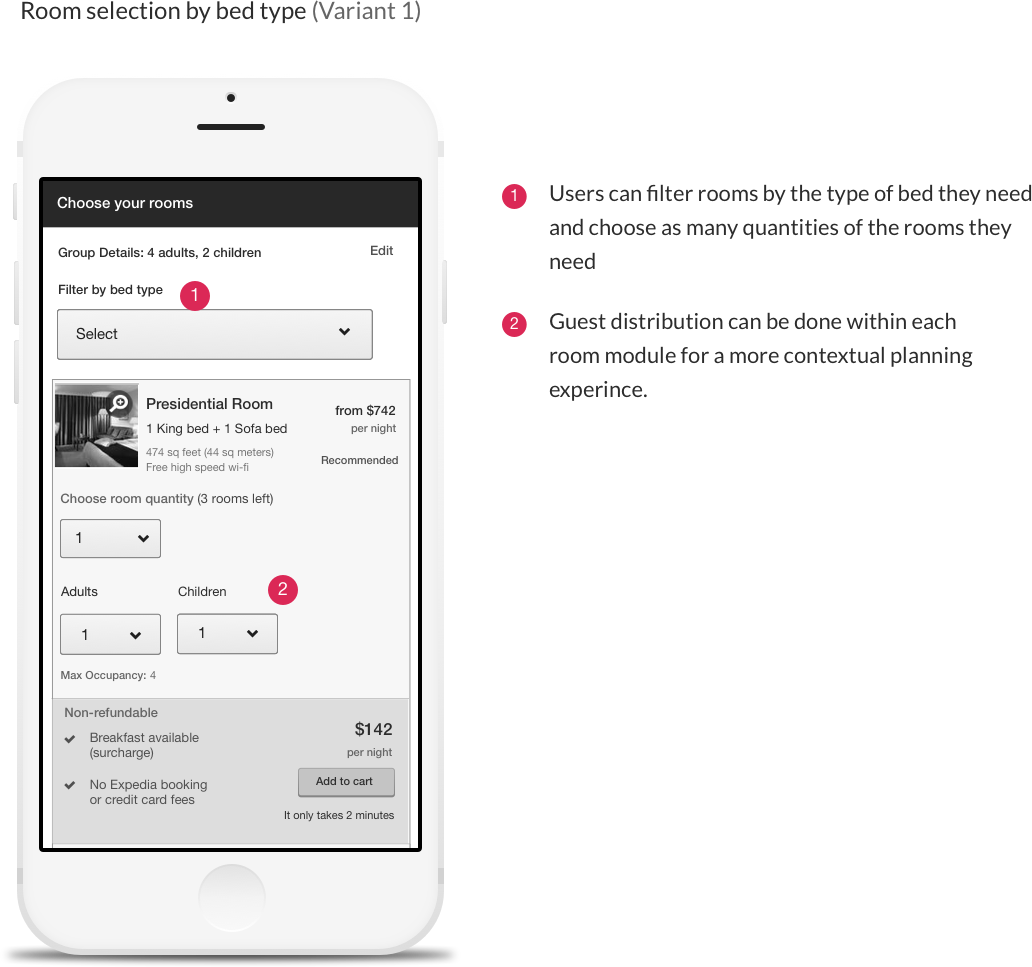 Room selection by bed type (Variant 1)
Choose your rooms
Group Details: 4 adults, 2 children
Edit
Filter by bed type
1
Select
Presidential Room
1 King bed + 1 Sofa bed
474 sq feet (44 sq meters)
Free high speed wi-fi
from $742
per night
Recommended
Choose room quantity (3 rooms left)
1
Adults
Children
2
1
1
Max Occupancy: 4
Non-refundable
Breakfast available
(surcharge)
No Expedia booking
or credit card fees
$142
per night
Add to cart
It only takes 2 minutes
1
Users can filter rooms by the type of bed they need
and choose as many quantities of the rooms they
need
2
Guest distribution can be done within each
room module for a more contextual planning
experince.